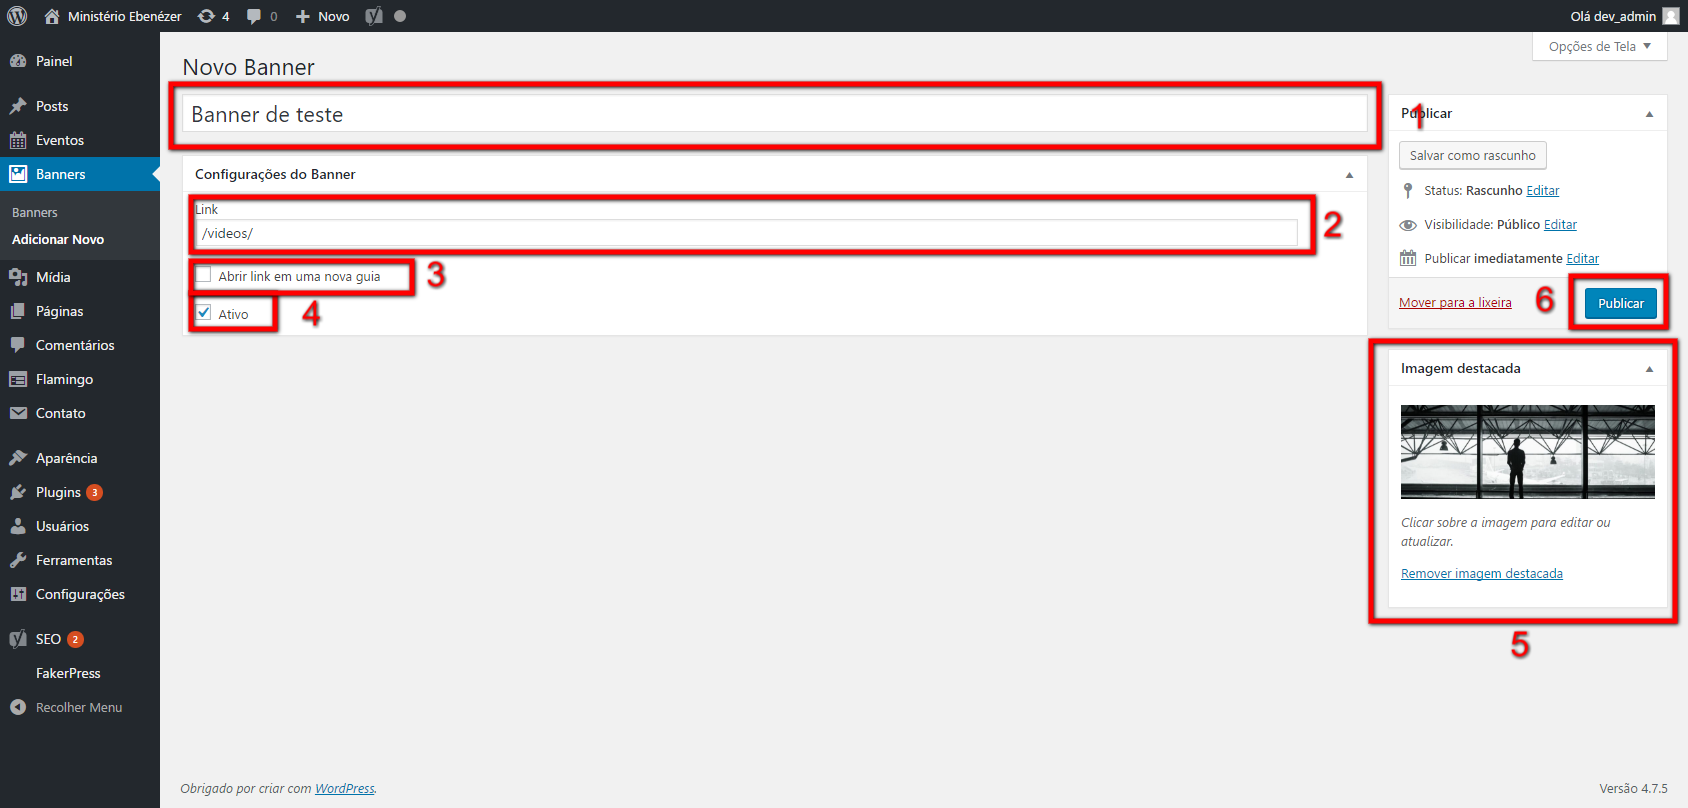 Ministério Ebenézer 4 0 Novo
Olá dev_admin
Opções de Tela
Painel
Posts
Eventos
Banners
Banners
Adicionar Novo
Mídia
Páginas
Comentários
Flamingo
Contato
Aparência
Plugins 3
Usuários
Ferramentas
Configurações
SEO 2
FakerPress
Recolher Menu
Novo Banner
Banner de teste
1
Configurações do Banner
Link
/videos/
2
Abrir link em uma nova guia
3
Ativo
4
Publicar
Salvar como rascunho
Status: Rascunho Editar
Visibilidade: Público Editar
Publicar imediatamente Editar
Mover para a lixeira
6
Publicar
Imagem destacada
Clicar sobre a imagem para editar ou
atualizar.
Remover imagem destacada
5
Obrigado por criar com WordPress.
Versão 4.7.5